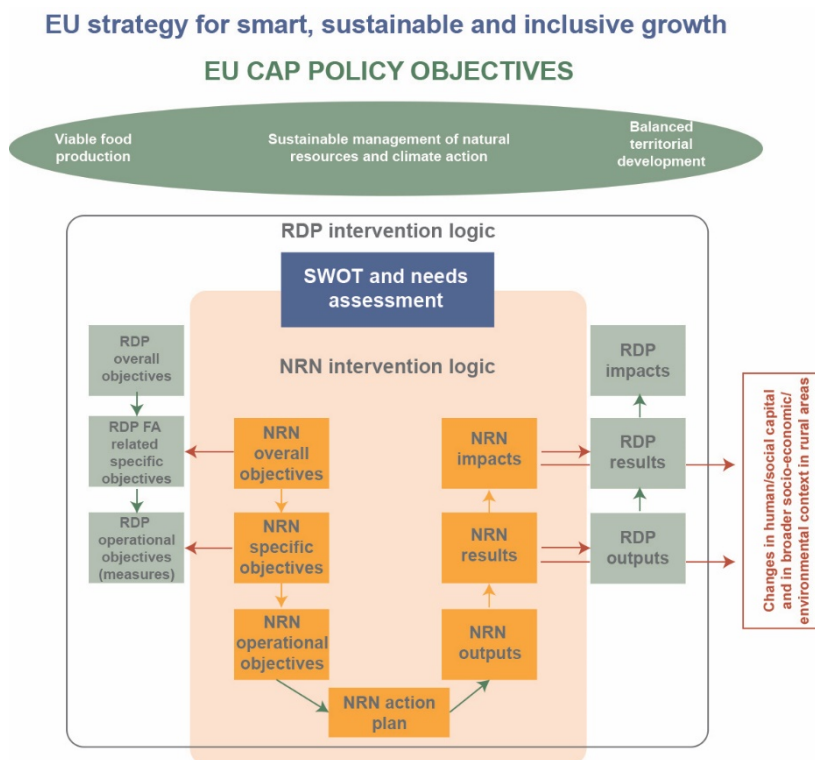 EU strategy for smart, sustainable and inclusive growth
EU CAP POLICY OBJECTIVES
Viable food
production
Sustainable management of natural
resources and climate action
Balanced
territorial
development
RDP intervention logic
SWOT and needs
assessment
NRN intervention logic
RDP
overall
objectives
RDP FA
related
specific
objectives
RDP
operational
objectives
(measures)
NRN
overall
objectives
NRN
specific
objectives
NRN
operational
objectives
NRN action
plan
NRN
outputs
NRN
results
NRN
impacts
RDP
impacts
RDP
results
RDP
outputs
Changes in human/social capital
and in broader socio-economic/
environmental context in rural areas